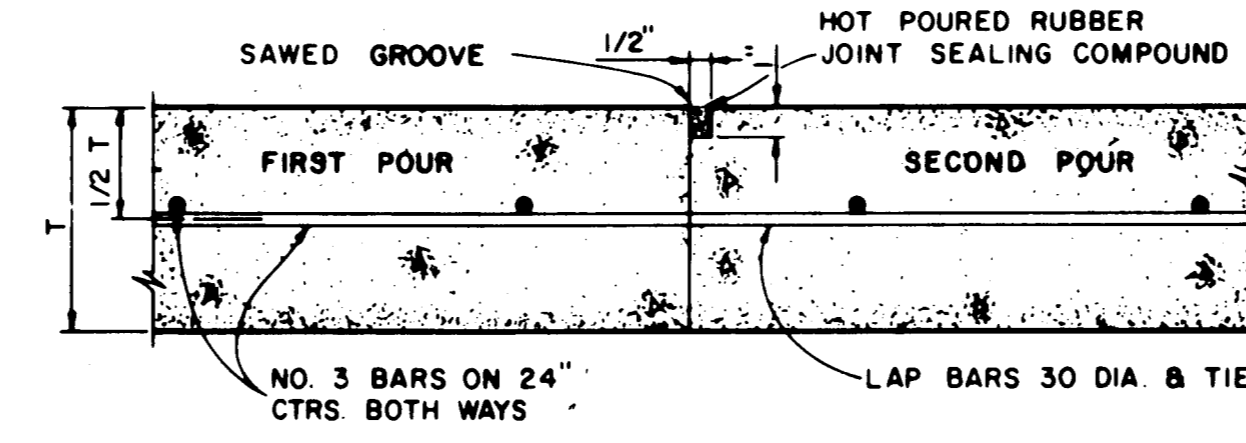 HOT POURED RUBBER
JOINT SEALING COMPOUND
SAWED GROOVE
1/2"
1"
FIRST POUR
SECOND POUR
1/2 T
T
NO. 3 BARS ON 24"
CTRS. BOTH WAYS
LAP BARS 30 DIA. & TIE